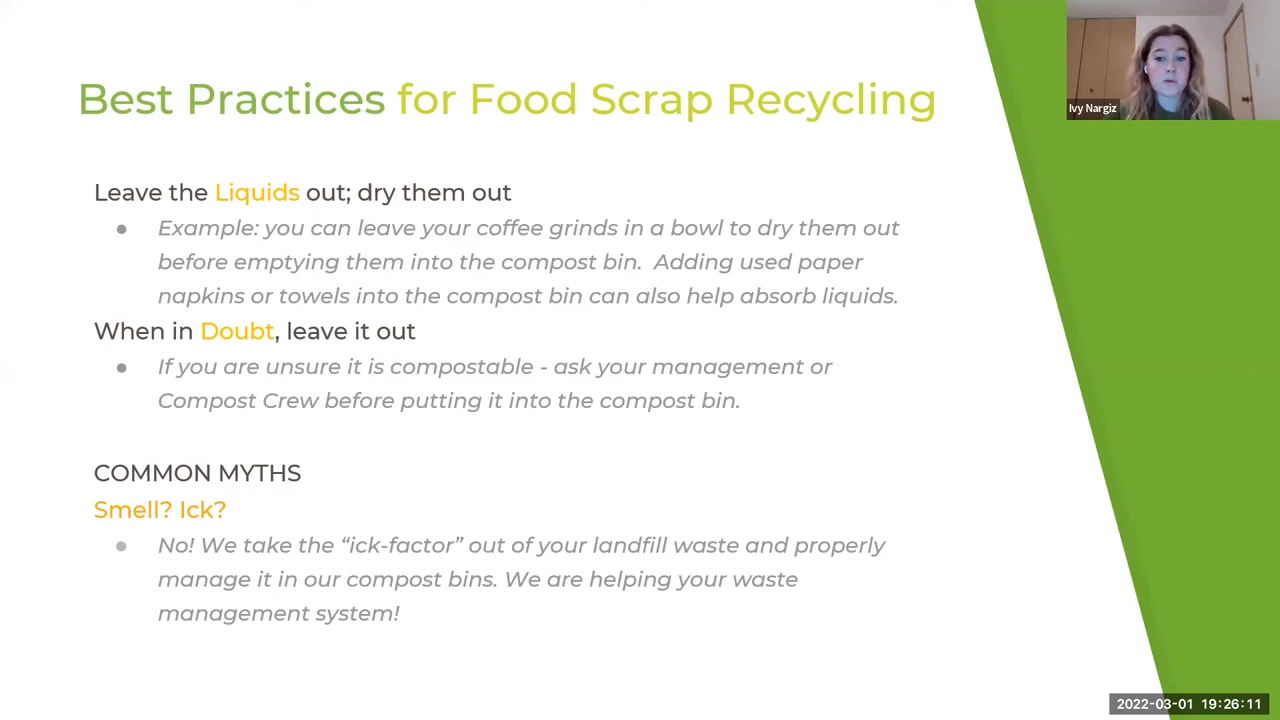 Best Practices for Food Scrap Recycling
Ivy Nargiz
Leave the Liquids out; dry them out
● Example: you can leave your coffee grinds in a bowl to dry them out
before emptying them into the compost bin.  Adding used paper
napkins or towels into the compost bin can also help absorb liquids.
When in Doubt, leave it out
● If you are unsure it is compostable - ask your management or
Compost Crew before putting it into the compost bin.
COMMON MYTHS
Smell? Ick?
● No! We take the “ick-factor” out of your landfill waste and properly
manage it in our compost bins. We are helping your waste
management system!
2022-03-01 19:26:11